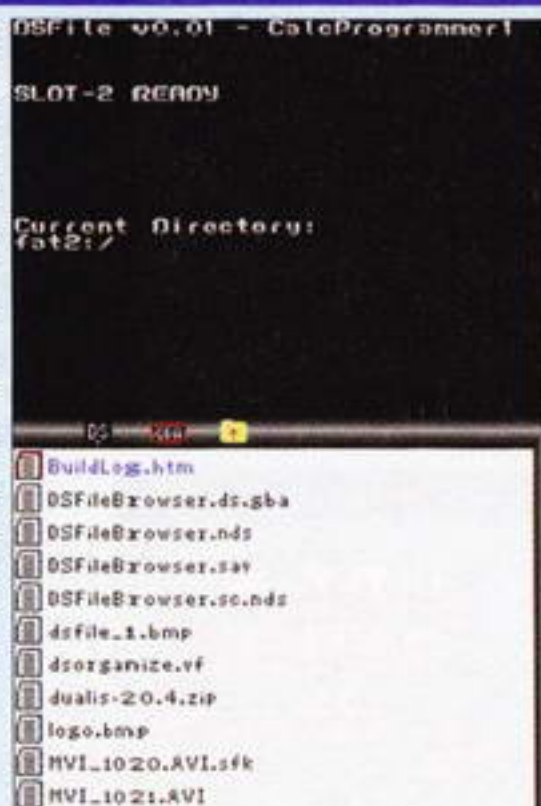 DSFile v0.01 - CalcProgrammer1
SLOT-2 READY
Current Directory:
fat2:/
DS
BuildLog.htm
DSFileBrowser.ds.gba
DSFileBrowser.nds
DSFileBrowser.sav
DSFileBrowser.sc.nds
dsfile_1.bmp
dsorganize.vf
dualis-20.4.zip
logo.bmp
MVI_1020.AVI.sfk
MVI_1021.AVI